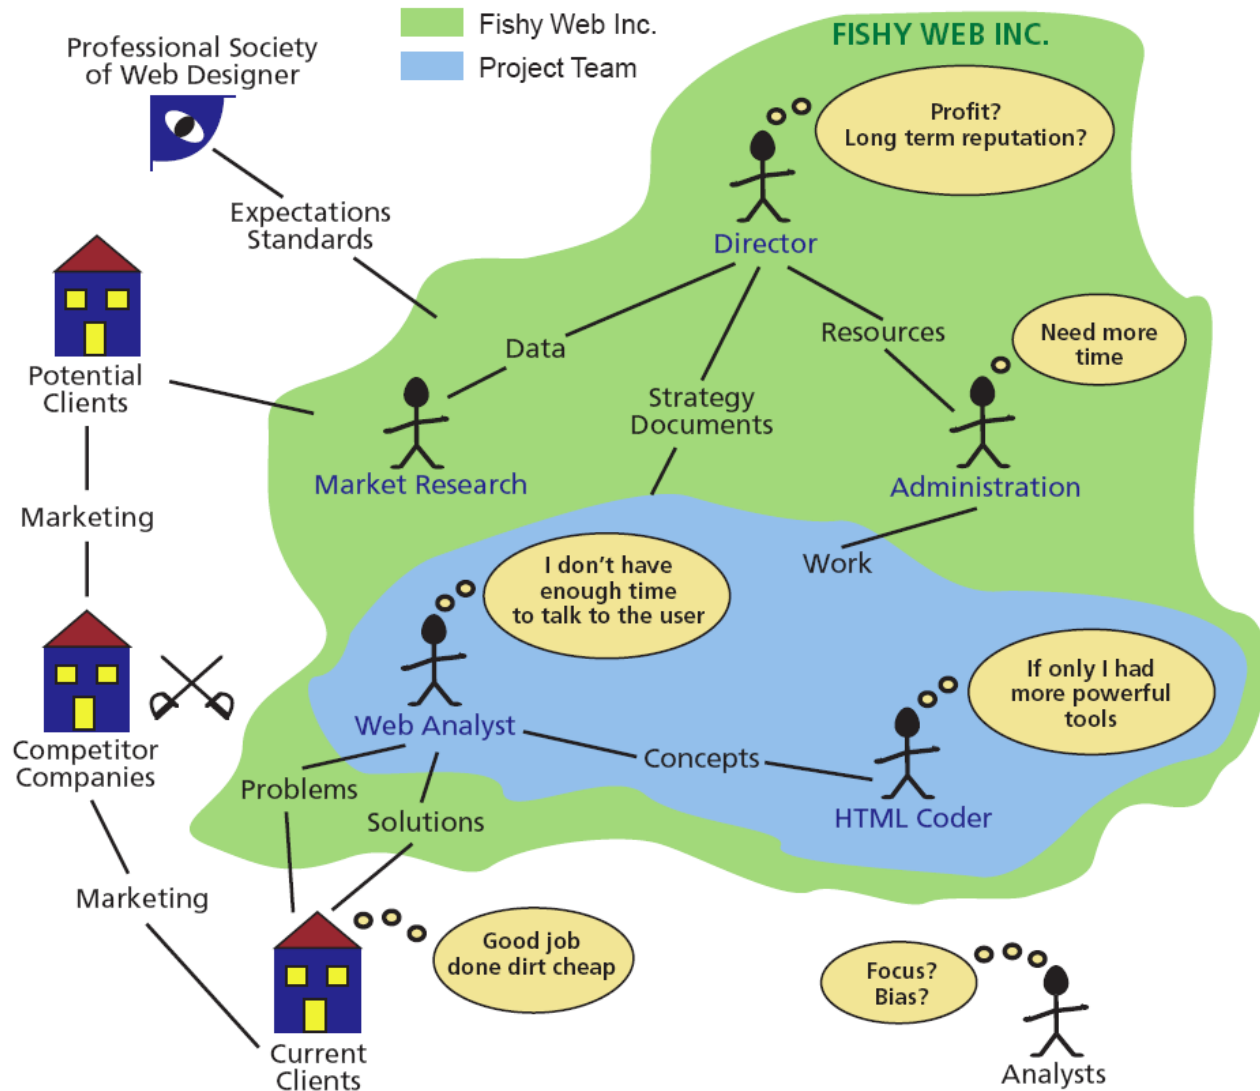 Fishy Web Inc.
Project Team
FISHY WEB INC.
Professional Society
of Web Designer
Profit?
Long term reputation?
Expectations
Standards
Director
Resources
Need more
time
Data
Potential
Clients
Strategy
Documents
Market Research
Administration
Marketing
I don't have
enough time
to talk to the user
Work
If only I had
more powerful
tools
Web Analyst
Competitor
Companies
Concepts
Problems
Solutions
HTML Coder
Marketing
Good job
done dirt cheap
Focus?
Bias?
Current
Clients
Analysts